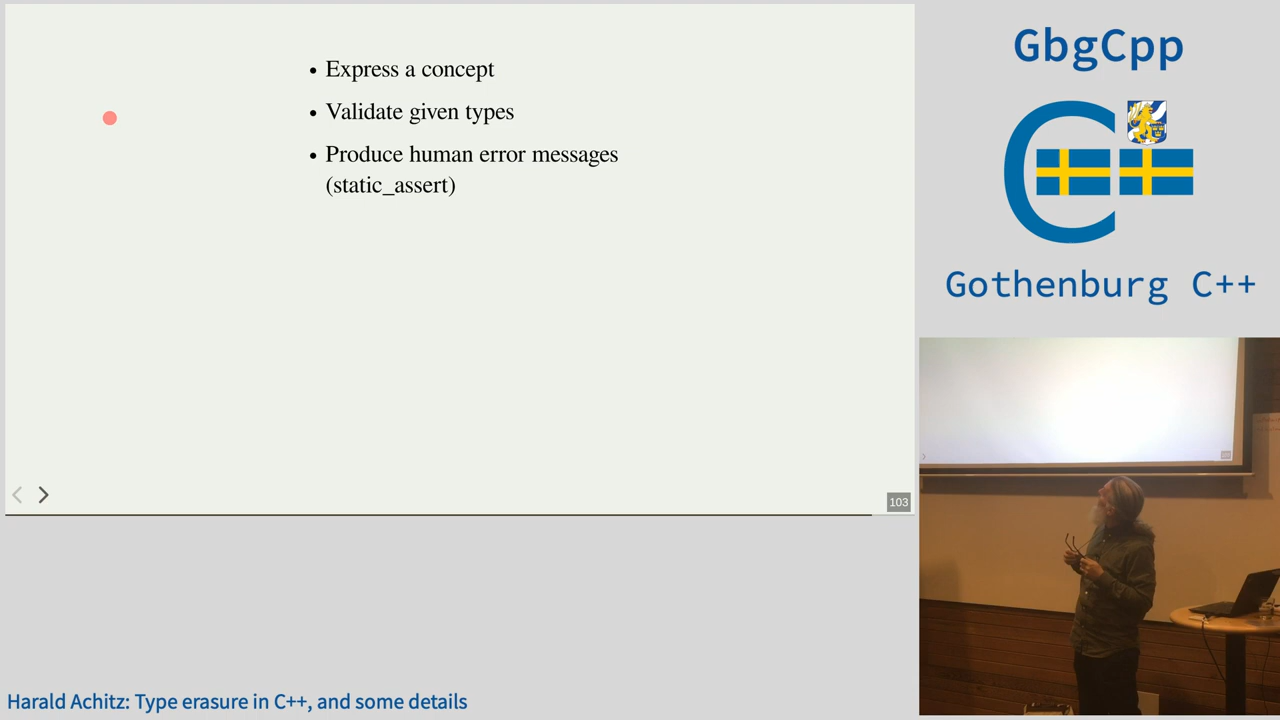 • Express a concept
• Validate given types
• Produce human error messages
(static_assert)
103
GbgCpp
C++
Gothenburg C++
Harald Achitz: Type erasure in C++, and some details